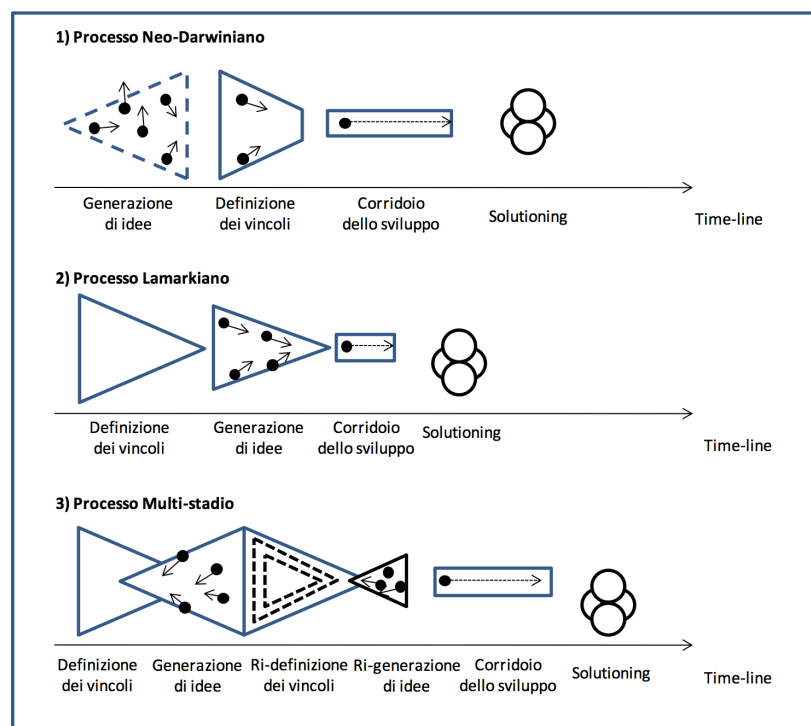 1) Processo Neo-Darwiniano
Generazione
di idee
Definizione
dei vincoli
Corridoio
dello sviluppo
Solutioning
Time-line
2) Processo Lamarkiano
Definizione
dei vincoli
Generazione
di idee
Corridoio
dello sviluppo
Solutioning
Time-line
3) Processo Multi-stadio
Definizione
dei vincoli
Generazione
di idee
Ri-definizione
dei vincoli
Ri-generazione
di idee
Corridoio
dello sviluppo
Solutioning
Time-line